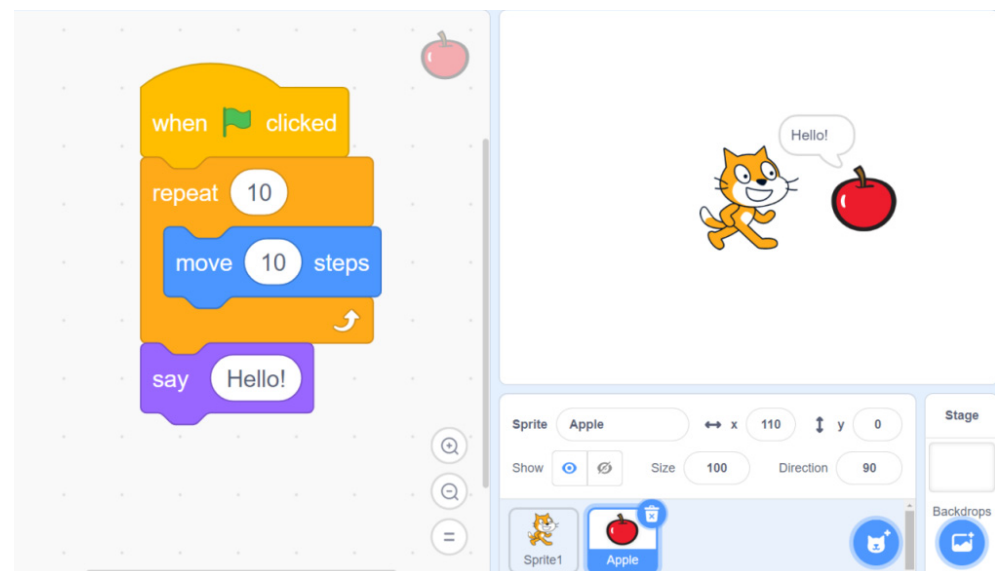 when clicked
repeat 10
move 10 steps
say Hello!
Hello!
Sprite Apple x 110 y 0
Show Size 100 Direction 90
Sprite1
Apple
Stage
Backdrops